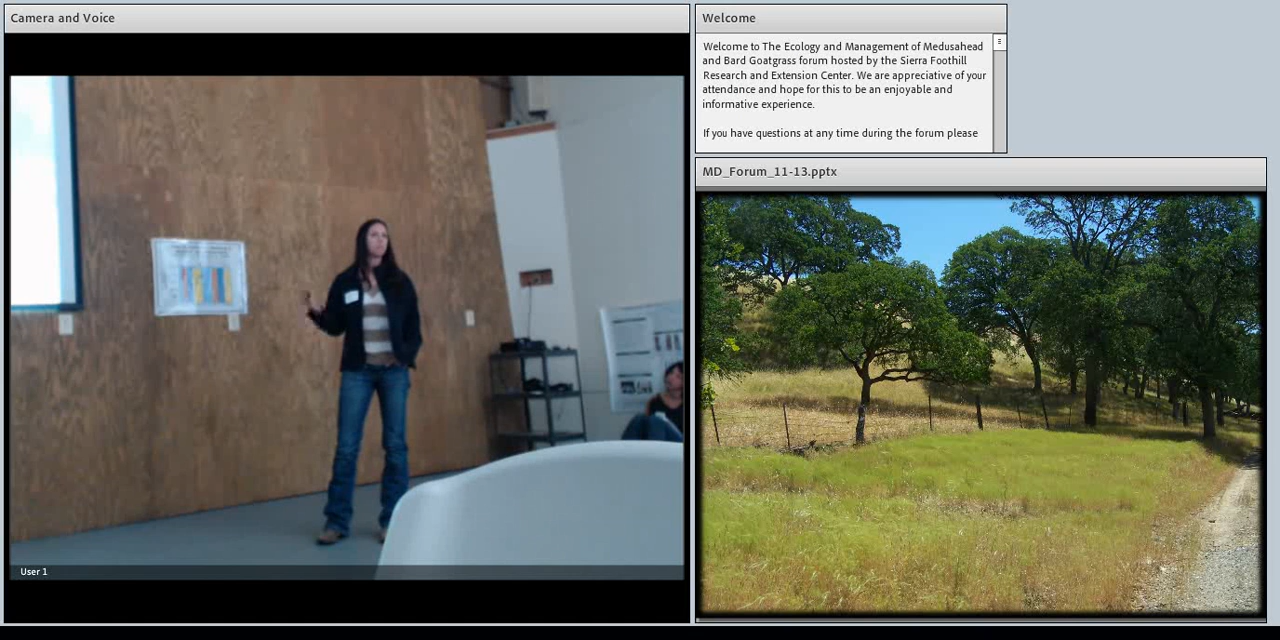 Camera and Voice
User 1
Welcome
Welcome to The Ecology and Management of Medusahead
and Bard Goatgrass forum hosted by the Sierra Foothill
Research and Extension Center. We are appreciative of your
attendance and hope for this to be an enjoyable and
informative experience.
If you have questions at any time during the forum please
MD_Forum_11-13.pptx